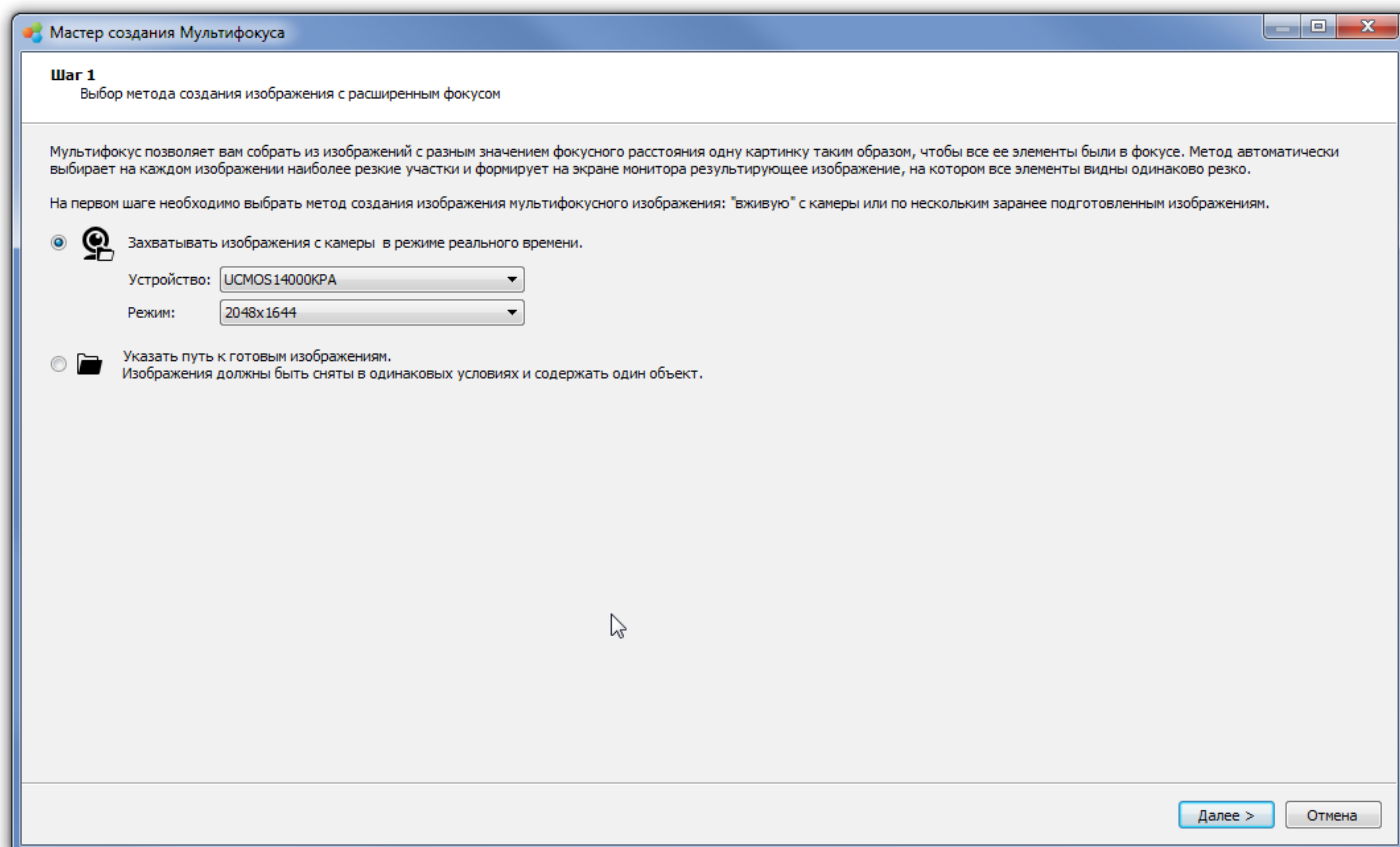 Мастер создания Мультифокуса
Шаг 1
Выбор метода создания изображения с расширенным фокусом
Мультифокус позволяет вам собрать из изображений с разным значением фокусного расстояния одну картинку таким образом, чтобы все ее элементы были в фокусе. Метод автоматически
выбирает на каждом изображении наиболее резкие участки и формирует на экране монитора результирующее изображение, на котором все элементы видны одинаково резко.
На первом шаге необходимо выбрать метод создания изображения мультифокусного изображения: "вживую" с камеры или по нескольким заранее подготовленным изображениям.
Захватывать изображения с камеры в режиме реального времени.
Устройство: UCMOS14000KPA
Режим: 2048x1644
Указать путь к готовым изображениям.
Изображения должны быть сняты в одинаковых условиях и содержать один объект.
Далее > Отмена